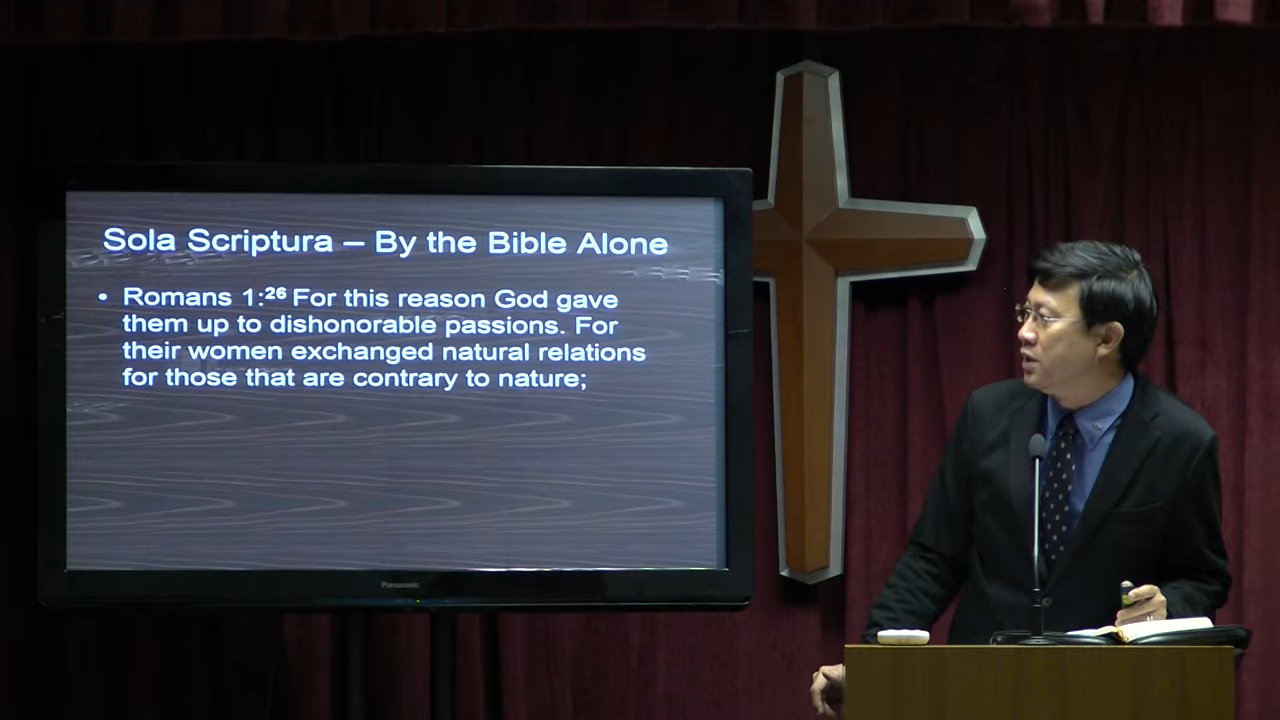 Sola Scriptura – By the Bible Alone
• Romans 1:26 For this reason God gave
them up to dishonorable passions. For
their women exchanged natural relations
for those that are contrary to nature;
Panasonic